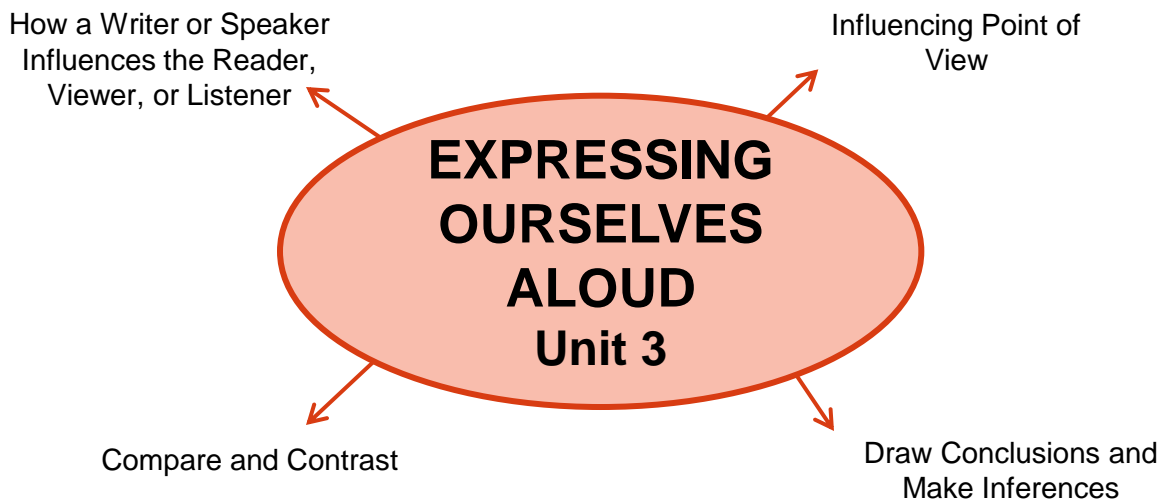 How a Writer or Speaker
Influences the Reader,
Viewer, or Listener
Influencing Point of
View
EXPRESSING
OURSELVES
ALOUD
Unit 3
Compare and Contrast
Draw Conclusions and
Make Inferences